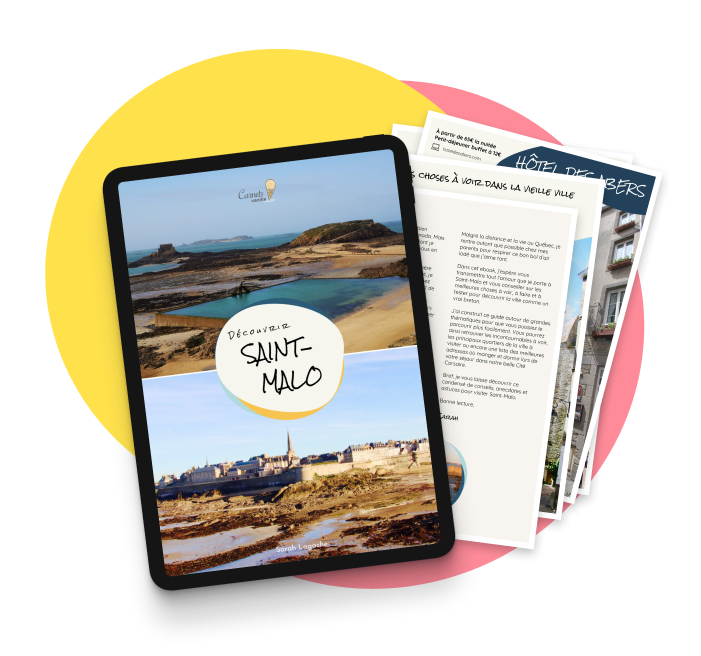 Carnets
vanille
DÉCOUVRIR
SAINT-
MALO
Sarah Lagoche
À partir de 65€ la nuitée
Petit-déjeuner buffet à 12€
hoteldesabers.com
HÔTEL DES ABERS
CHOSES À VOIR DANS LA VIEILLE VILLE
Malgré la distance et la vie au Québec, je
rentre autant que possible chez mes
parents pour respirer ce bon bol d'air
iodé que j'aime tant.
Dans cet ebook, j'espère vous
transmettre tout l'amour que je porte à
Saint-Malo et vous conseiller sur les
meilleures choses à voir, à faire et à
tester pour découvrir la ville comme un
vrai breton.
J'ai construit ce guide autour de grandes
thématiques pour que vous puissiez le
parcourir plus facilement. Vous pourrez
ainsi retrouver les incontournables à voir,
les principaux quartiers de la ville à
visiter ou encore une liste des meilleures
adresses où manger et dormir lors de
votre séjour dans notre belle Cité
Corsaire.
Bref, je vous laisse découvrir ce
condensé de conseils, anecdotes et
astuces pour visiter Saint-Malo.
Bonne lecture,
SARAH